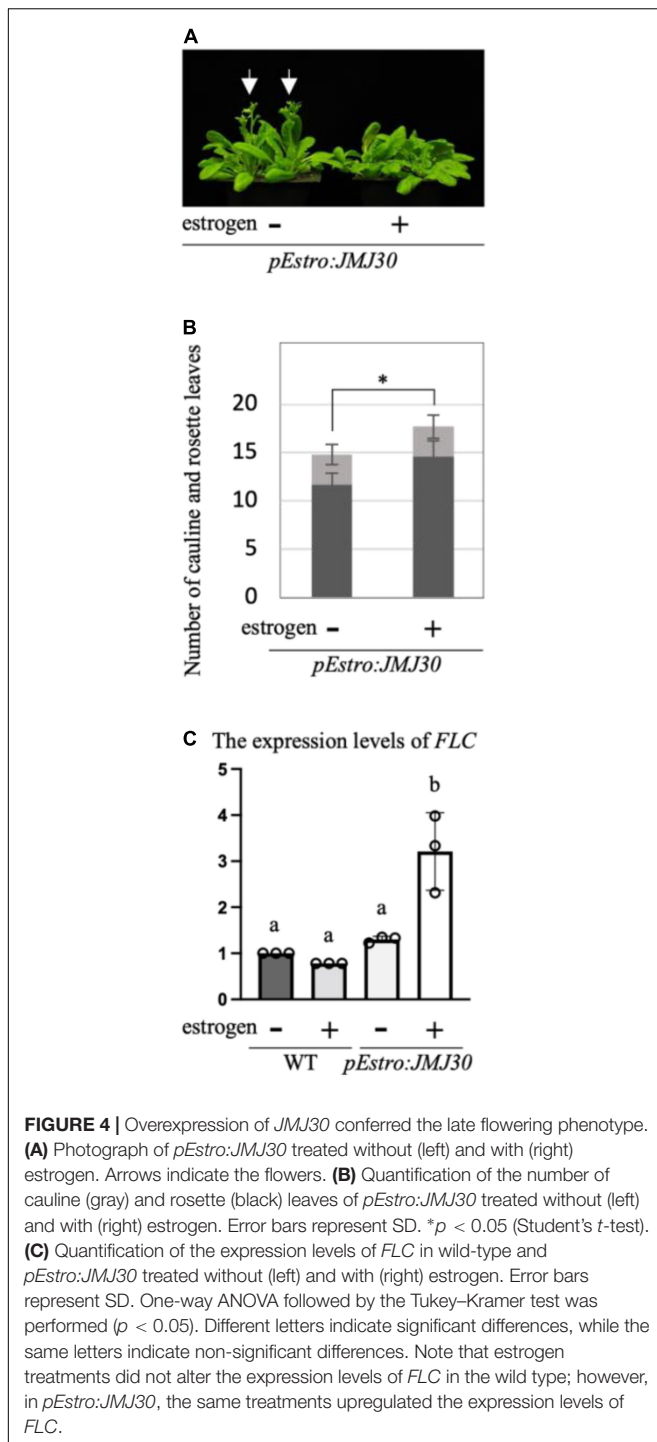 A
estrogen - +
pEstro:JMJ30
B
Number of cauline and rosette leaves
20
15
10
5
0
*
estrogen - +
pEstro:JMJ30
C The expression levels of FLC
5
4
3
2
1
0
a a a b
estrogen - + - +
WT pEstro:JMJ30
FIGURE 4 | Overexpression of JMJ30 conferred the late flowering phenotype.
(A) Photograph of pEstro:JMJ30 treated without (left) and with (right)
estrogen. Arrows indicate the flowers. (B) Quantification of the number of
cauline (gray) and rosette (black) leaves of pEstro:JMJ30 treated without (left)
and with (right) estrogen. Error bars represent SD. *p < 0.05 (Student's t-test).
(C) Quantification of the expression levels of FLC in wild-type and
pEstro:JMJ30 treated without (left) and with (right) estrogen. Error bars
represent SD. One-way ANOVA followed by the Tukey–Kramer test was
performed (p < 0.05). Different letters indicate significant differences, while the
same letters indicate non-significant differences. Note that estrogen
treatments did not alter the expression levels of FLC in the wild type; however,
in pEstro:JMJ30, the same treatments upregulated the expression levels of
FLC.